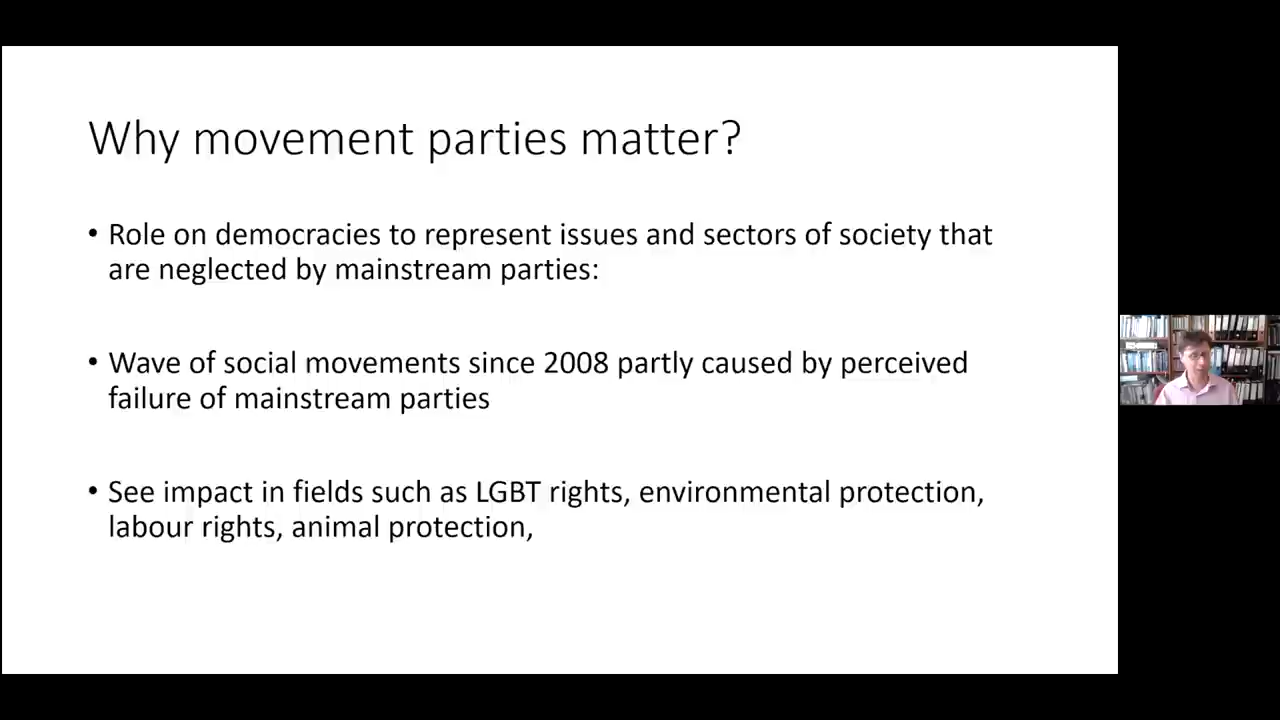 Why movement parties matter?
• Role on democracies to represent issues and sectors of society that
are neglected by mainstream parties:
• Wave of social movements since 2008 partly caused by perceived
failure of mainstream parties
• See impact in fields such as LGBT rights, environmental protection,
labour rights, animal protection,